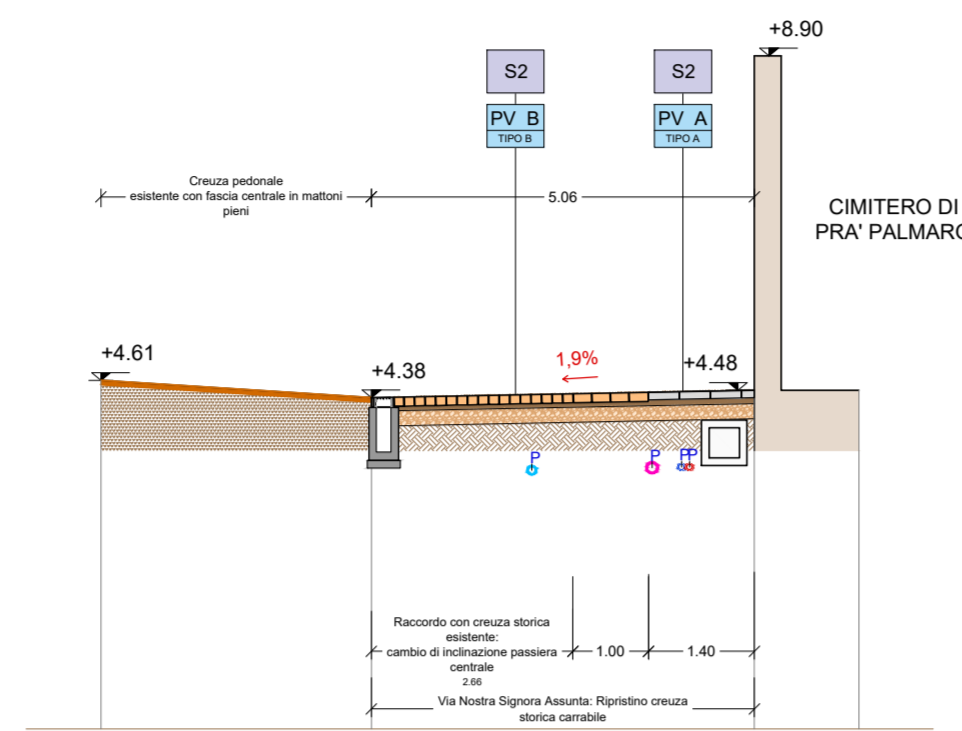 +8.90
S2
S2
PV B
TIPO B
PV A
TIPO A
Creuza pedonale
esistente con fascia centrale in mattoni
pieni
5.06
CIMITERO DI
PRA' PALMARO
+4.61
+4.38
1,9%
+4.48
P
P
P
P
Raccordo con creuza storica
esistente:
cambio di inclinazione passiera
centrale
2.66
1.00
1.40
Via Nostra Signora Assunta: Ripristino creuza
storica carrabile